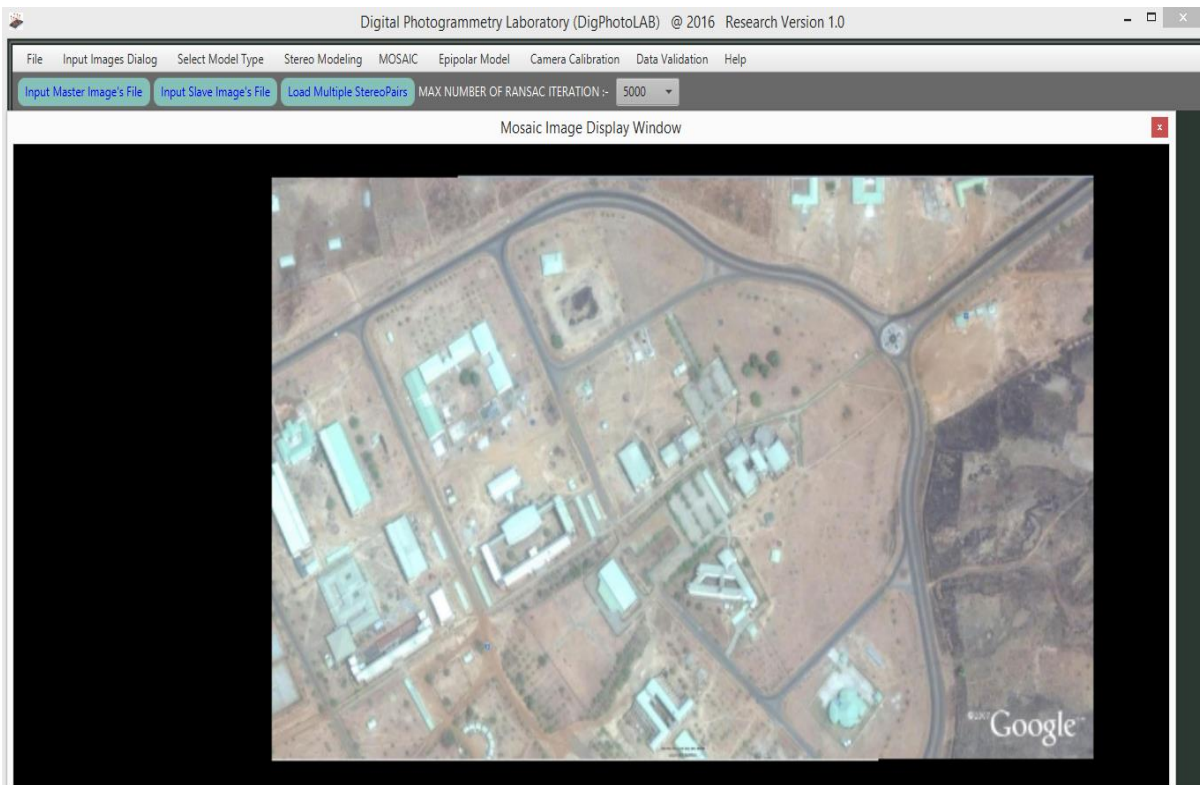 Digital Photogrammetry Laboratory (DigPhotoLAB) @ 2016 Research Version 1.0
File Input Images Dialog Select Model Type Stereo Modeling MOSAIC Epipolar Model Camera Calibration Data Validation Help
Input Master Image's File Input Slave Image's File Load Multiple StereoPairs MAX NUMBER OF RANSAC ITERATION :- 5000
Mosaic Image Display Window
Google